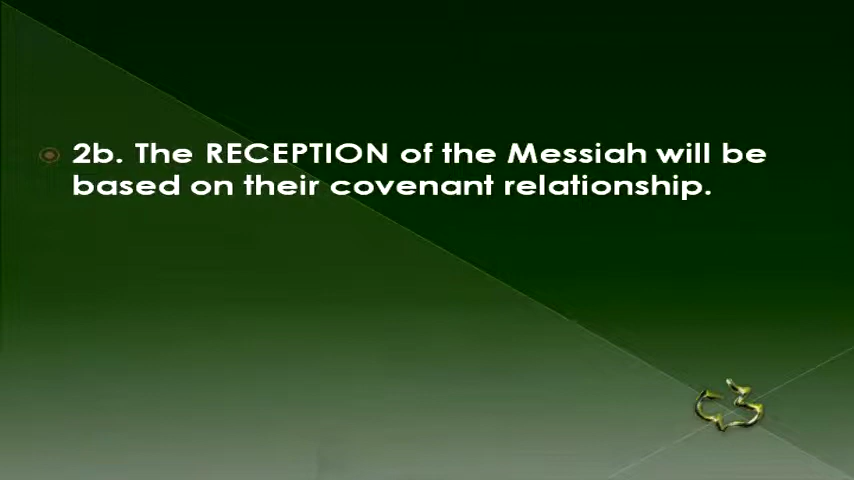 2b. The RECEPTION of the Messiah will be
based on their covenant relationship.